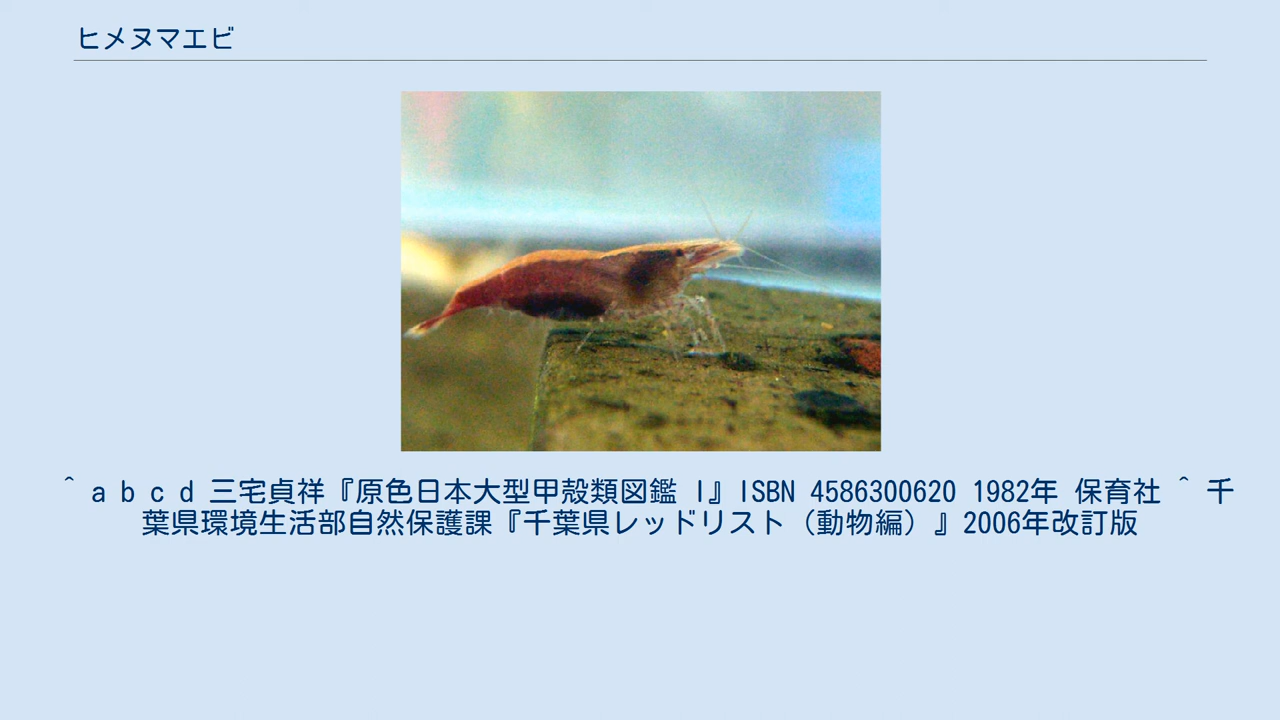 ヒメヌマエビ
^ a b c d 三宅貞祥『原色日本大型甲殻類図鑑 I』ISBN 4586300620 1982年 保育社 ^ 千
葉県環境生活部自然保護課『千葉県レッドリスト（動物編）』2006年改訂版